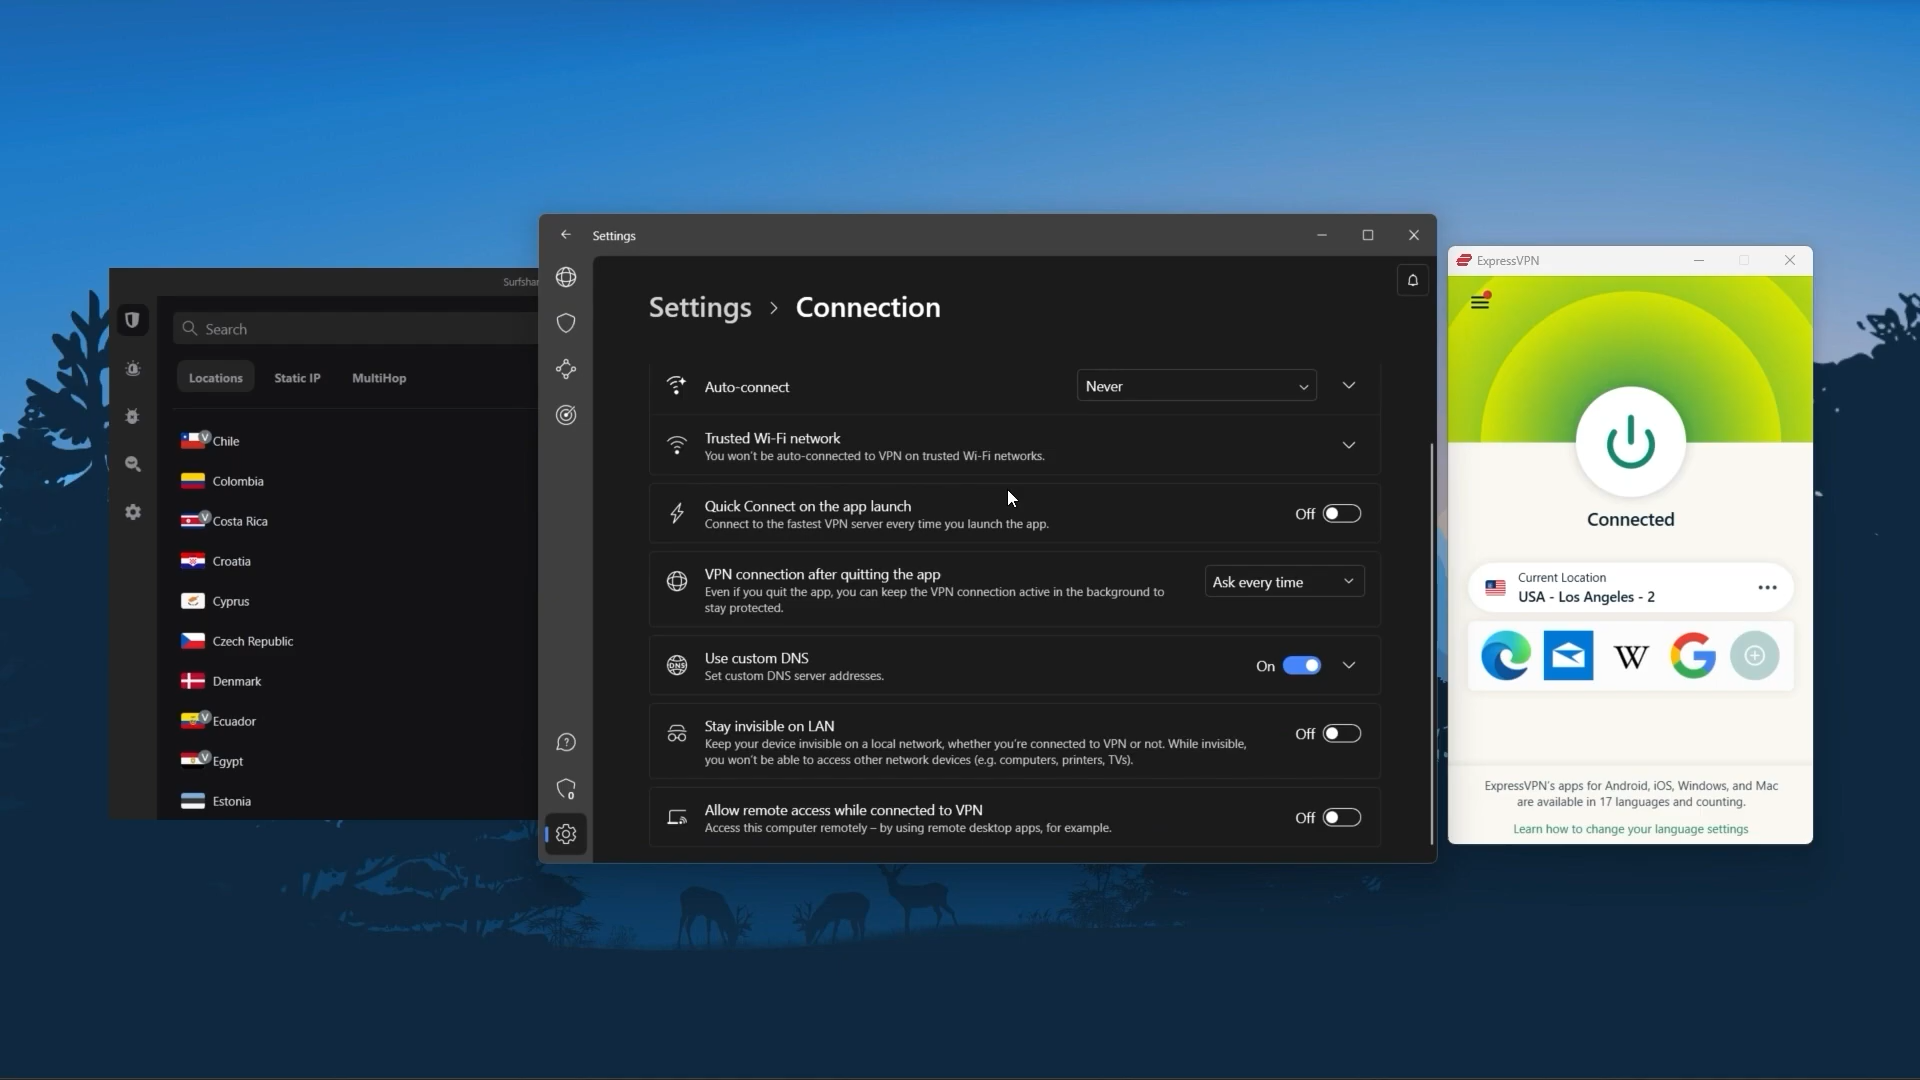 Surfshar
Search
Locations
Static IP
MultiHop
V
Chile
Colombia
V
Costa Rica
Croatia
Cyprus
Czech Republic
Denmark
V
Ecuador
V
Egypt
Estonia
Settings
Settings > Connection
Auto-connect
Never
Trusted Wi-Fi network
You won't be auto-connected to VPN on trusted Wi-Fi networks.
Quick Connect on the app launch
Connect to the fastest VPN server every time you launch the app.
Off
VPN connection after quitting the app
Even if you quit the app, you can keep the VPN connection active in the background to
stay protected.
Ask every time
DNS
Use custom DNS
Set custom DNS server addresses.
On
Stay invisible on LAN
Keep your device invisible on a local network, whether you're connected to VPN or not. While invisible,
you won't be able to access other network devices (e.g. computers, printers, TVs).
Off
Allow remote access while connected to VPN
Access this computer remotely – by using remote desktop apps, for example.
Off
?
0
ExpressVPN
Connected
Current Location
USA - Los Angeles - 2
W
G
ExpressVPN's apps for Android, iOS, Windows, and Mac
are available in 17 languages and counting.
Learn how to change your language settings